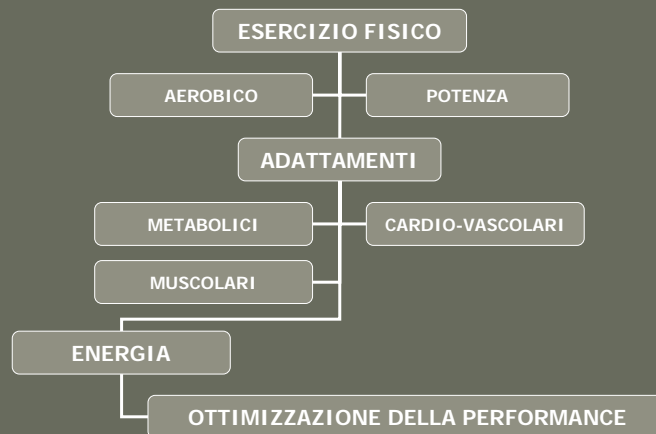 ESERCIZIO FISICO
AEROBICO
POTENZA
ADATTAMENTI
METABOLICI
CARDIO-VASCOLARI
MUSCOLARI
ENERGIA
OTTIMIZZAZIONE DELLA PERFORMANCE